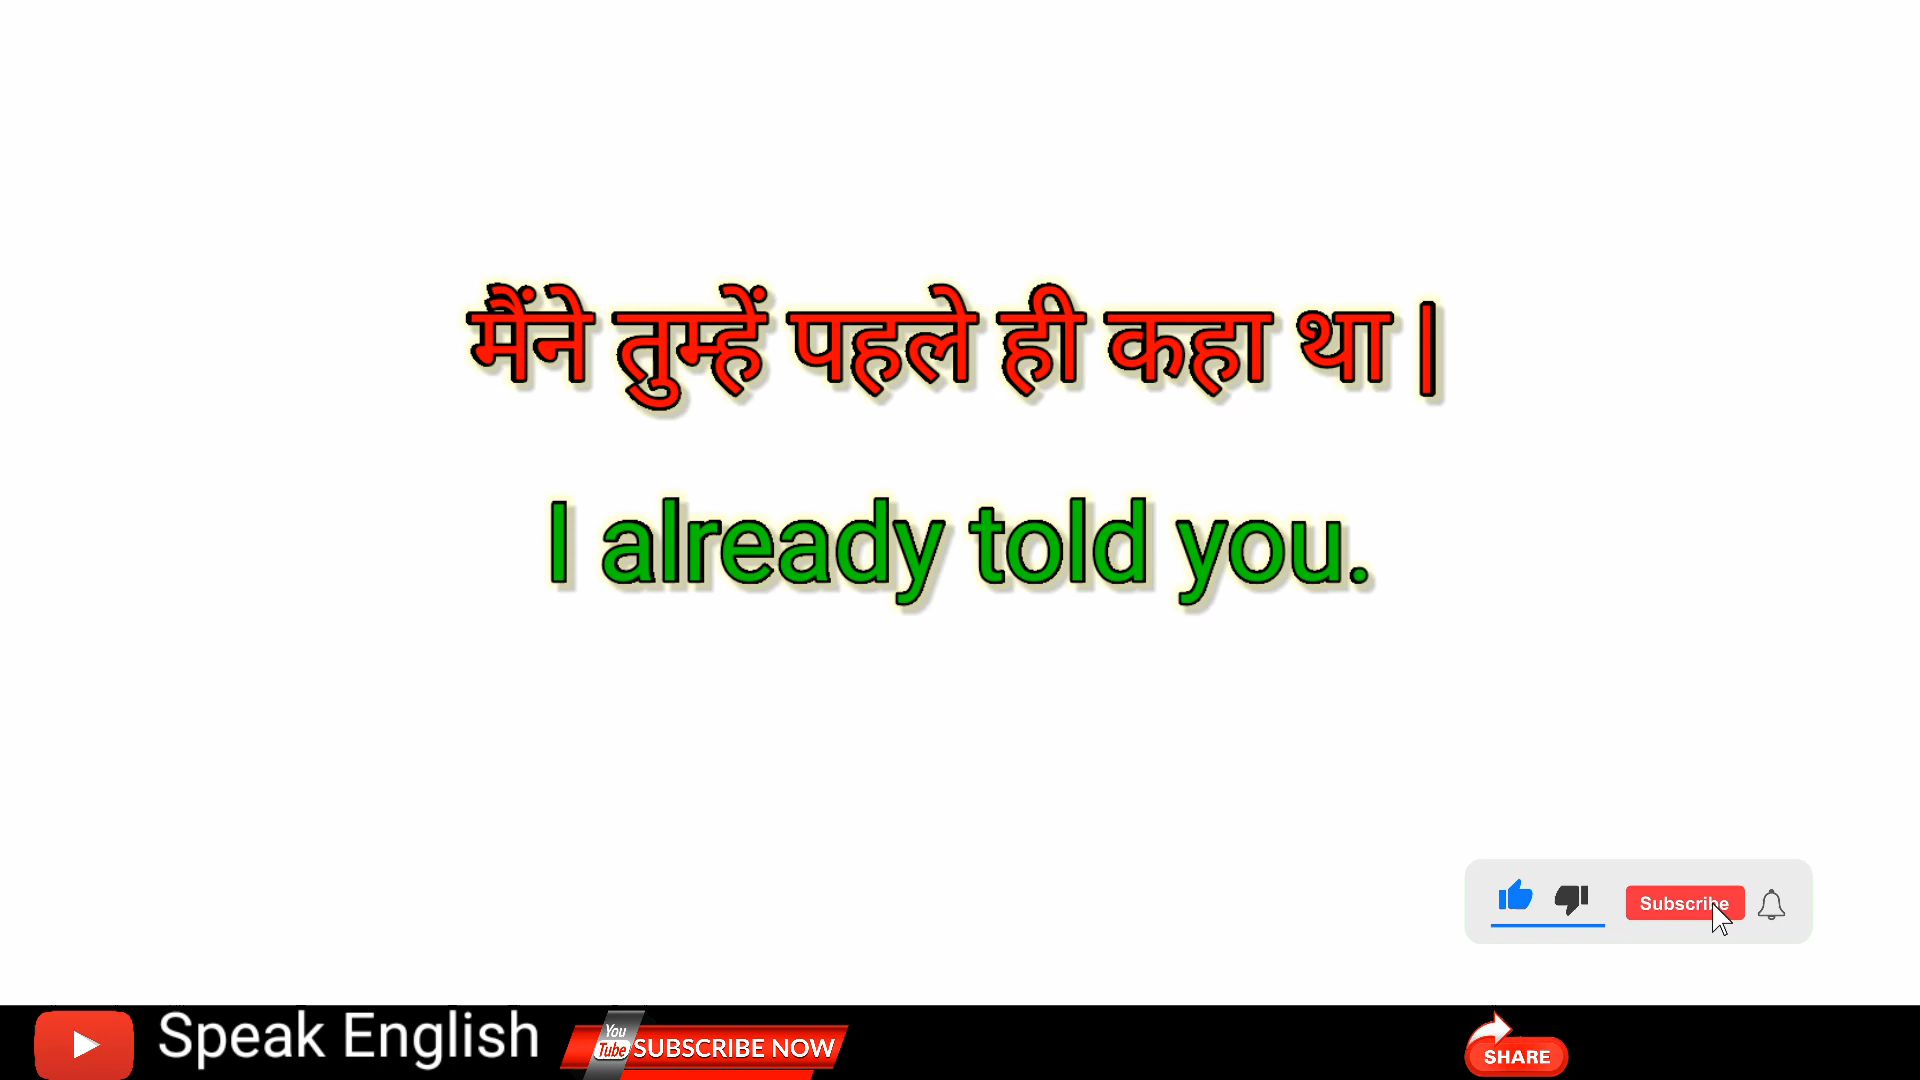 मैंने तुम्हें पहले ही कहा था |
I already told you.
Subscribe
Speak English
You
Tube
SUBSCRIBE NOW
SHARE